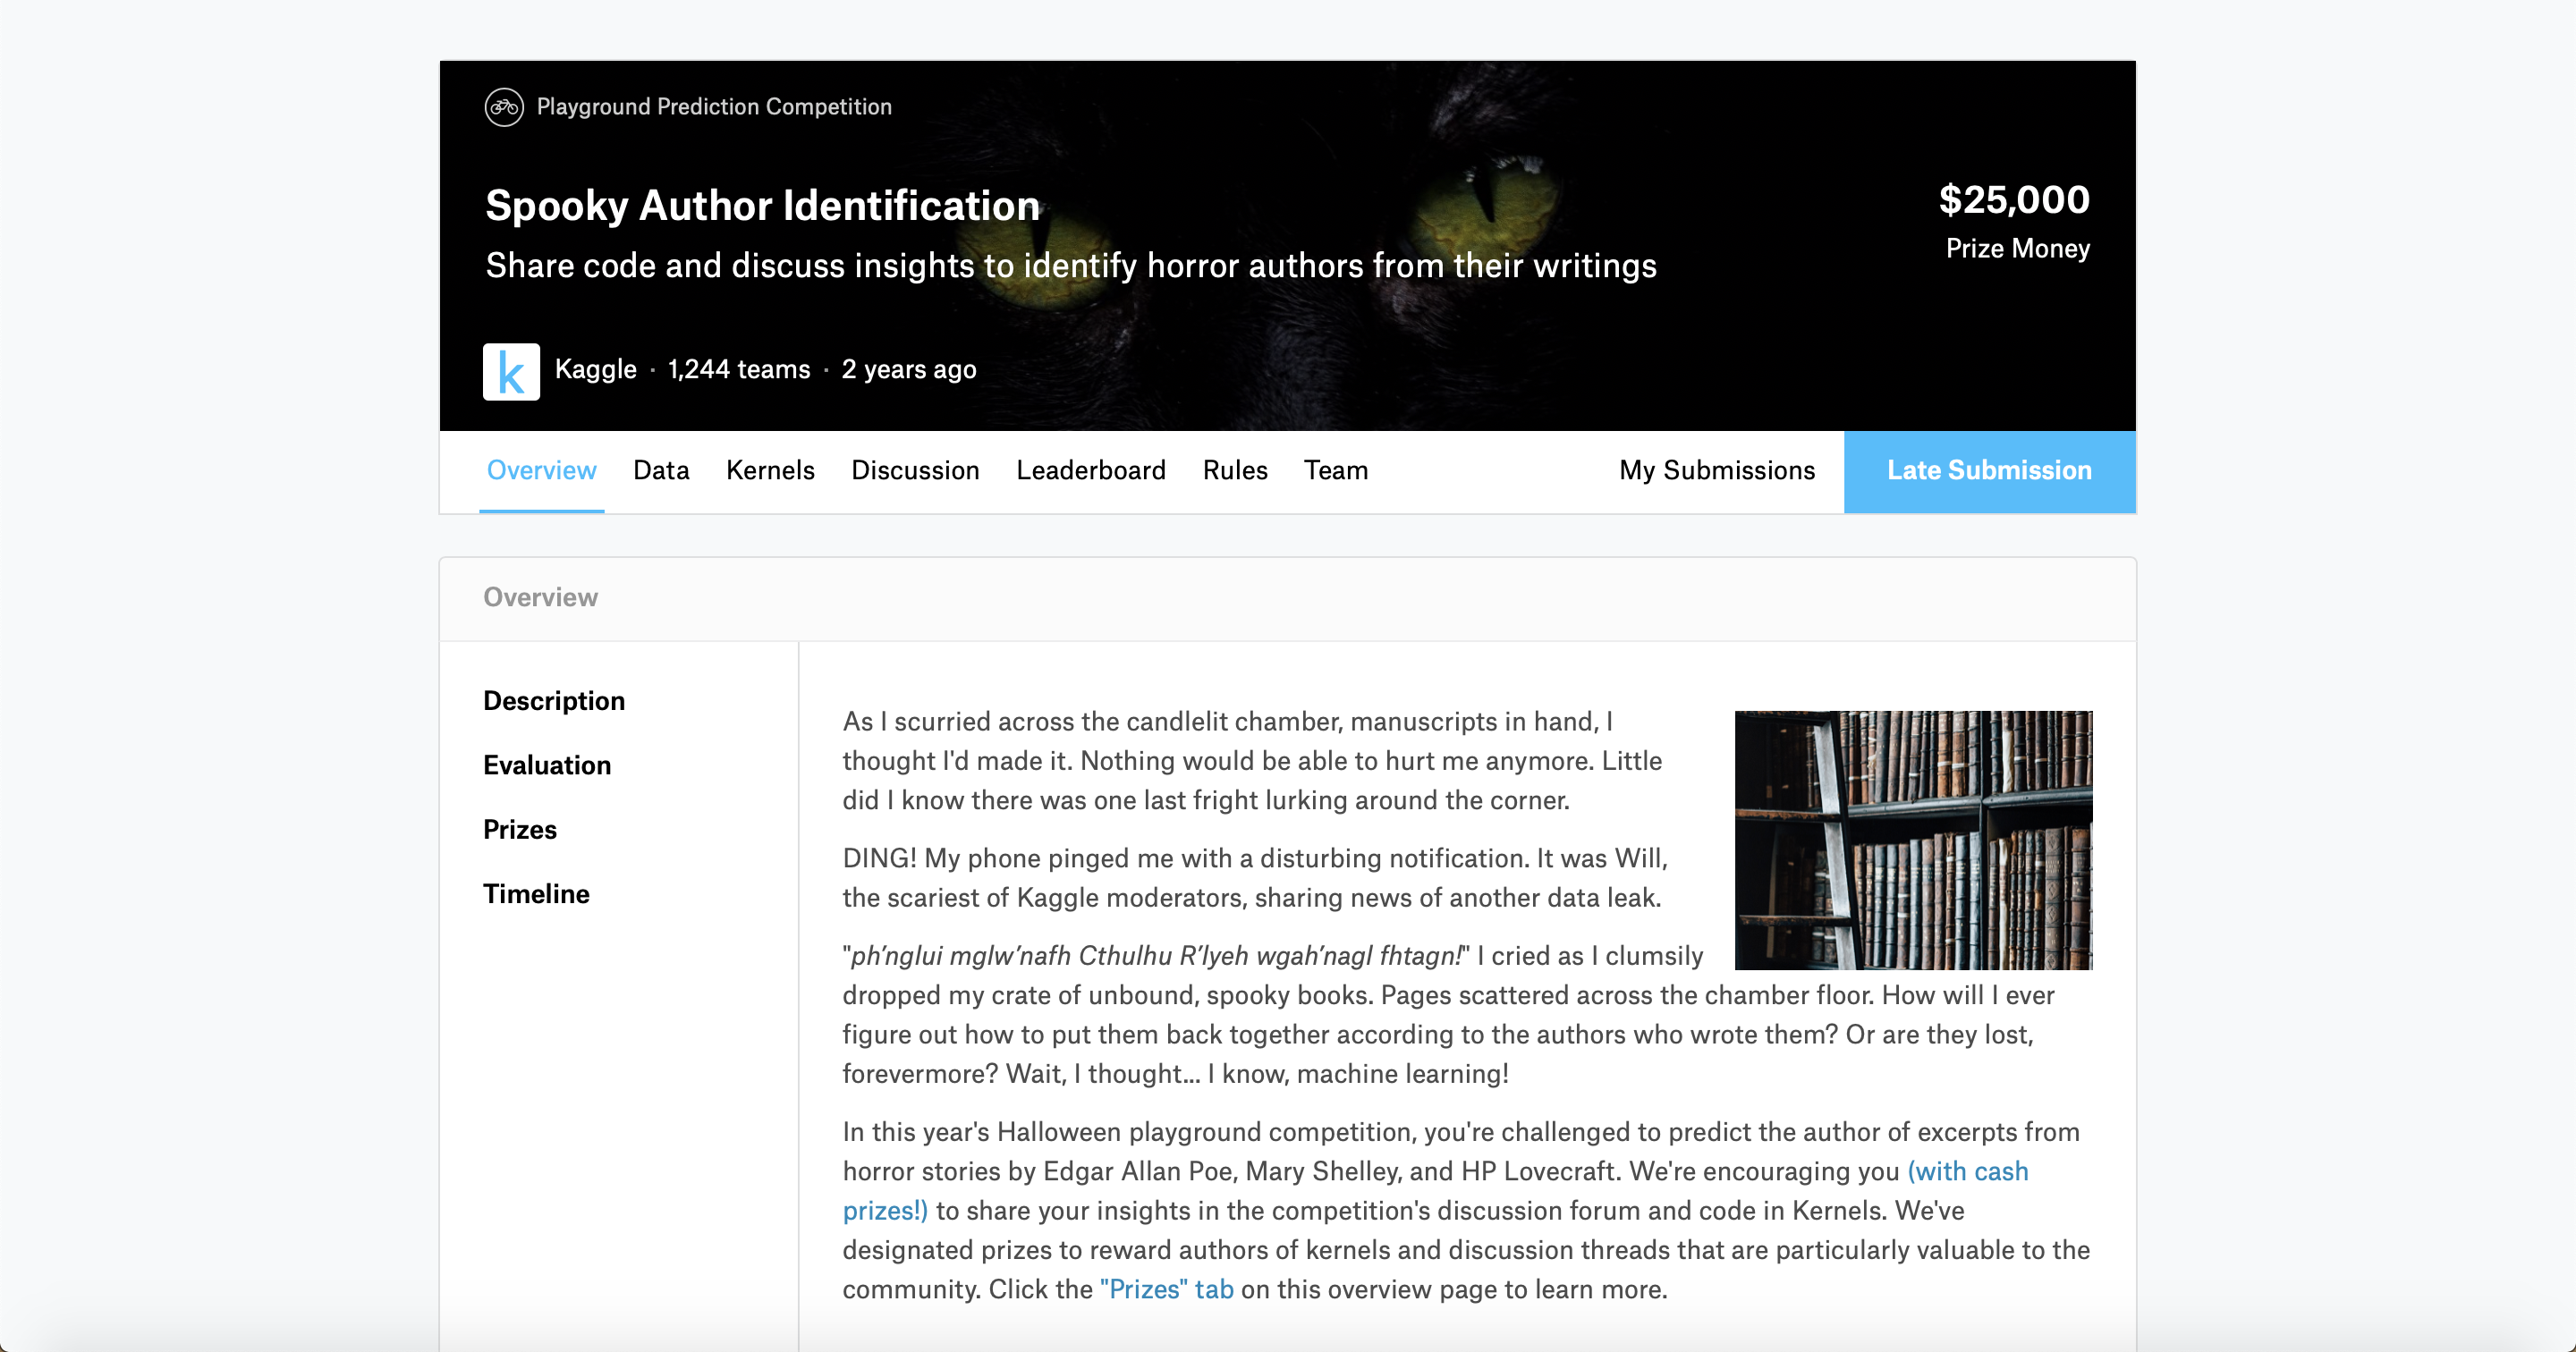 Playground Prediction Competition
Spooky Author Identification
$25,000
Share code and discuss insights to identify horror authors from their writings
Prize Money
k
Kaggle · 1,244 teams · 2 years ago
Overview Data Kernels Discussion Leaderboard Rules Team My Submissions Late Submission
Overview
Description
Evaluation
Prizes
Timeline
As I scurried across the candlelit chamber, manuscripts in hand, I
thought I'd made it. Nothing would be able to hurt me anymore. Little
did I know there was one last fright lurking around the corner.
DING! My phone pinged me with a disturbing notification. It was Will,
the scariest of Kaggle moderators, sharing news of another data leak.
"ph’nglui mglw’nafh Cthulhu R’lyeh wgah’nagl fhtagn!" I cried as I clumsily
dropped my crate of unbound, spooky books. Pages scattered across the chamber floor. How will I ever
figure out how to put them back together according to the authors who wrote them? Or are they lost,
forevermore? Wait, I thought... I know, machine learning!
In this year's Halloween playground competition, you're challenged to predict the author of excerpts from
horror stories by Edgar Allan Poe, Mary Shelley, and HP Lovecraft. We're encouraging you (with cash
prizes!) to share your insights in the competition's discussion forum and code in Kernels. We've
designated prizes to reward authors of kernels and discussion threads that are particularly valuable to the
community. Click the "Prizes" tab on this overview page to learn more.